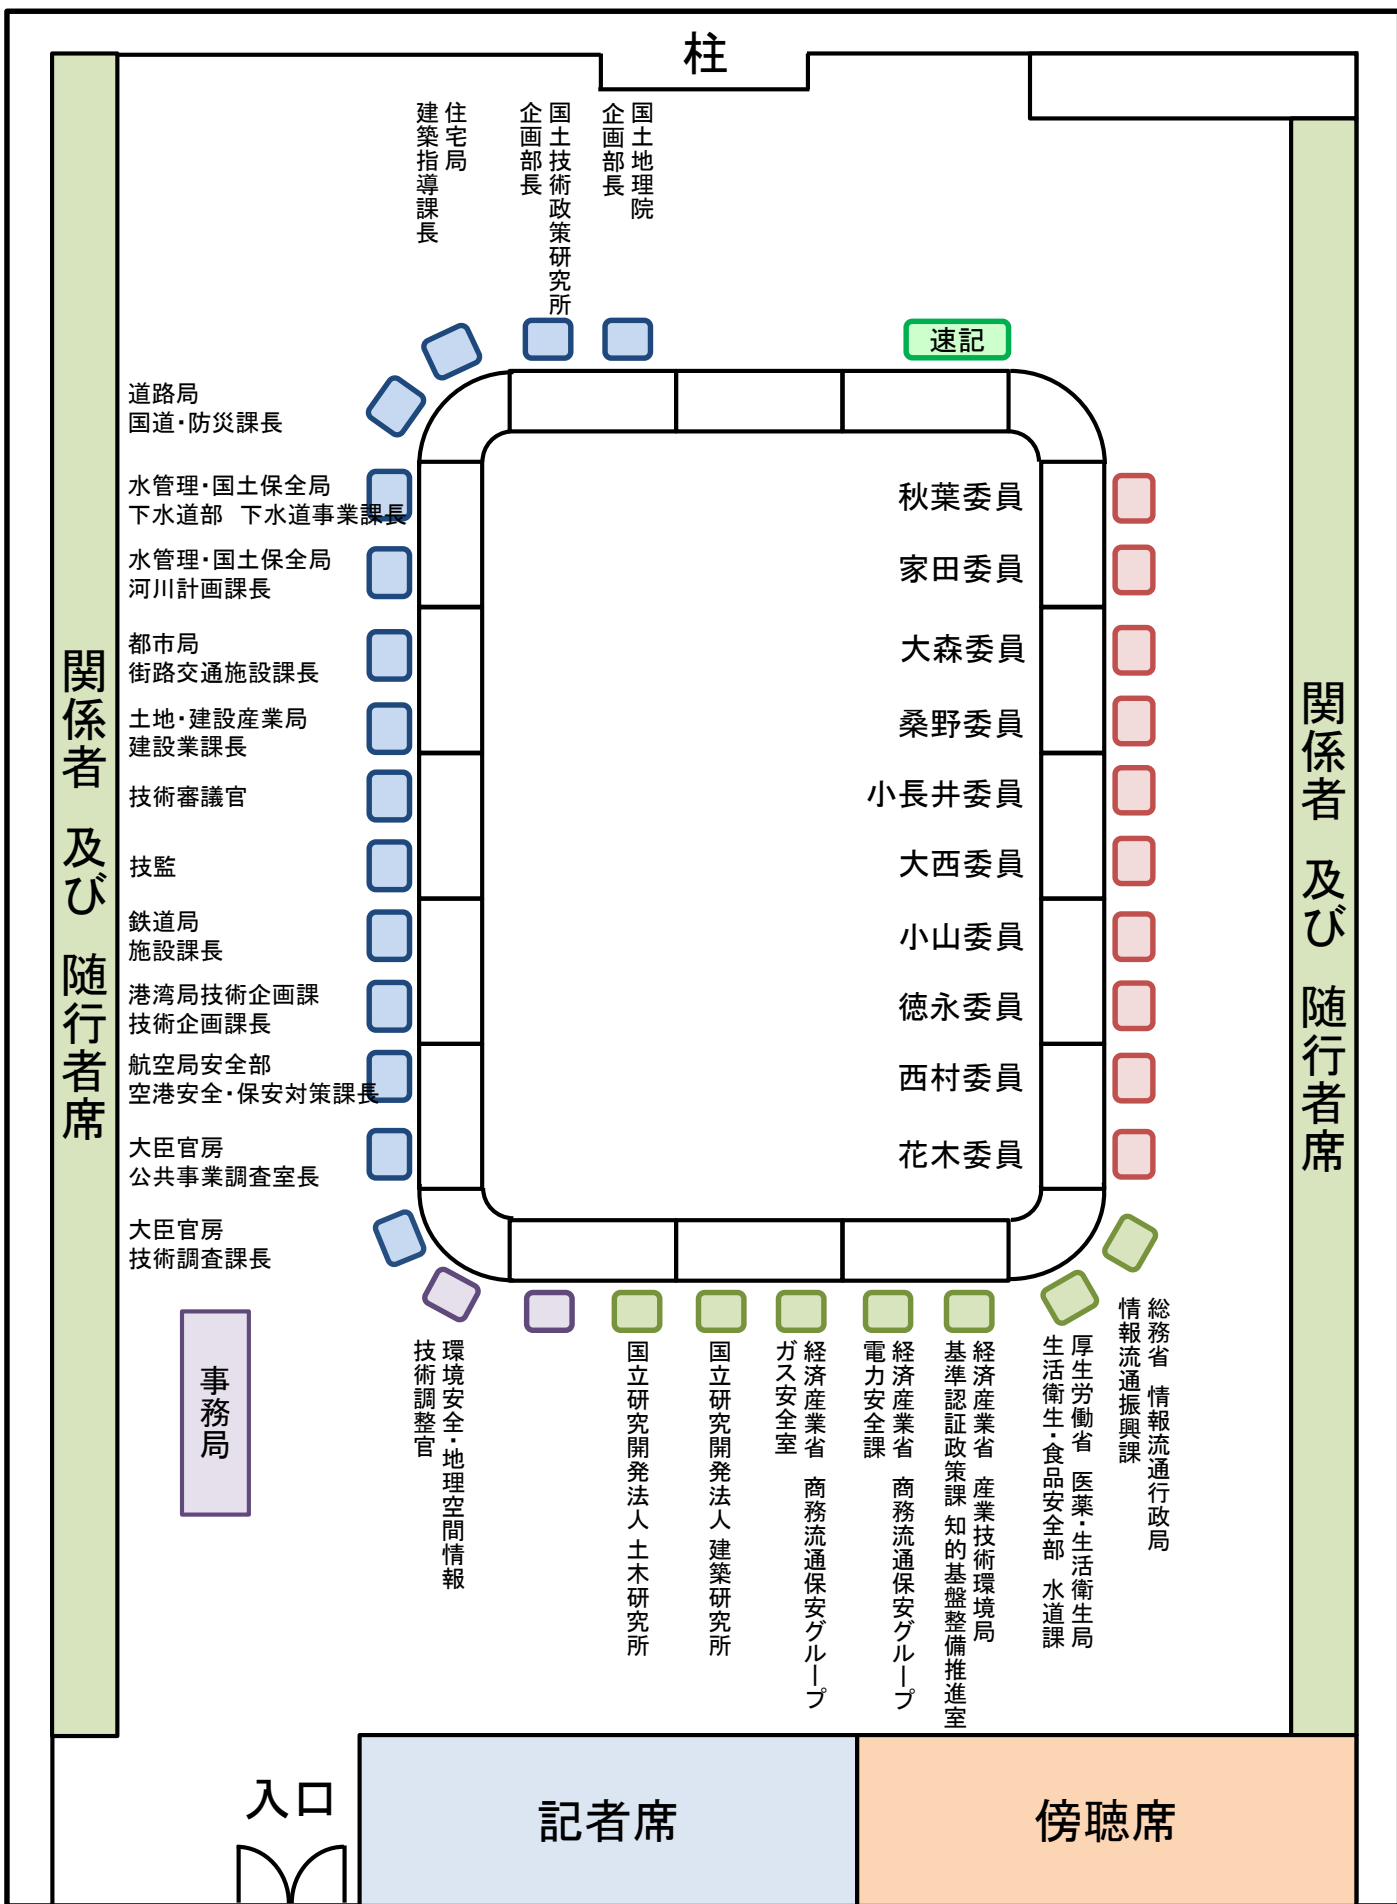 柱
住宅局
建築指導課長
国土技術政策研究所
企画部長
国土地理院
企画部長
速記
道路局
国道・防災課長
水管理・国土保全局
下水道部　下水道事業課長
水管理・国土保全局
河川計画課長
都市局
街路交通施設課長
土地・建設産業局
建設業課長
技術審議官
技監
鉄道局
施設課長
港湾局技術企画課
技術企画課長
航空局安全部
空港安全・保安対策課長
大臣官房
公共事業調査室長
大臣官房
技術調査課長
秋葉委員
家田委員
大森委員
桑野委員
小長井委員
大西委員
小山委員
徳永委員
西村委員
花木委員
関係者 及び 随行者席
関係者 及び 随行者席
事務局
環境安全・地理空間情報
技術調整官
国立研究開発法人 土木研究所
国立研究開発法人 建築研究所
経済産業省 商務流通保安グループ
ガス安全室
経済産業省 商務流通保安グループ
電力安全課
経済産業省 産業技術環境局
基準認証政策課 知的基盤整備推進室
厚生労働省 医薬・生活衛生局
生活衛生・食品安全部 水道課
総務省 情報流通行政局
情報流通振興課
入口
記者席
傍聴席